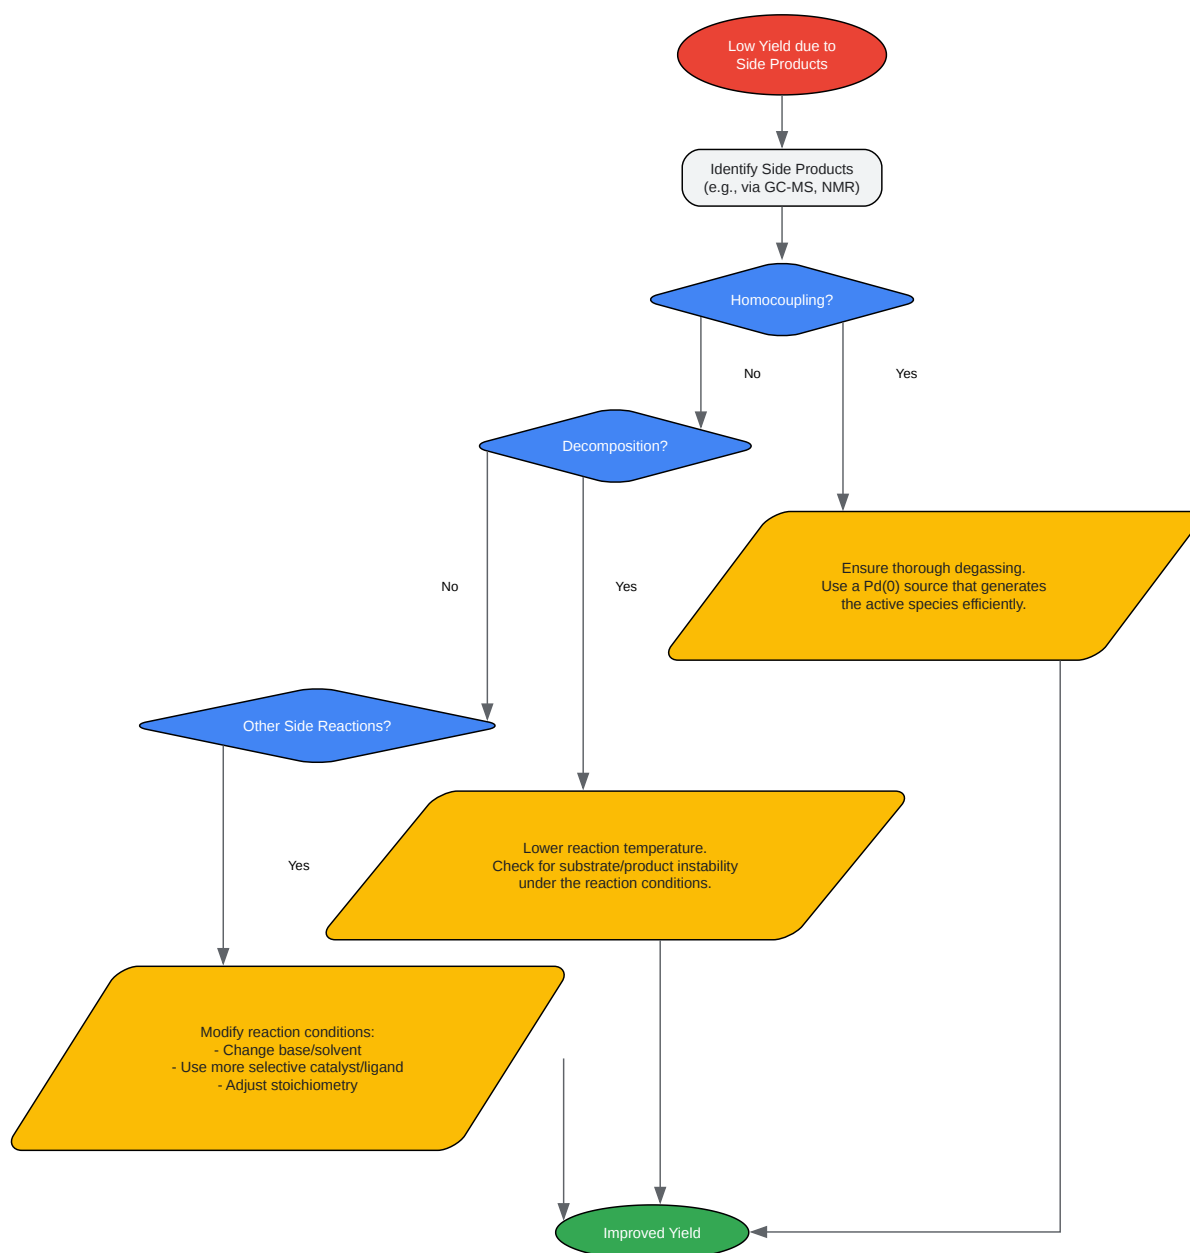 Low Yield due to
Side Products
Identify Side Products
(e.g., via GC-MS, NMR)
Homocoupling?
No
Yes
Decomposition?
Ensure thorough degassing.
Use a Pd(0) source that generates
the active species efficiently.
No
Yes
Other Side Reactions?
Lower reaction temperature.
Check for substrate/product instability
under the reaction conditions.
Yes
Modify reaction conditions:
- Change base/solvent
- Use more selective catalyst/ligand
- Adjust stoichiometry
Improved Yield